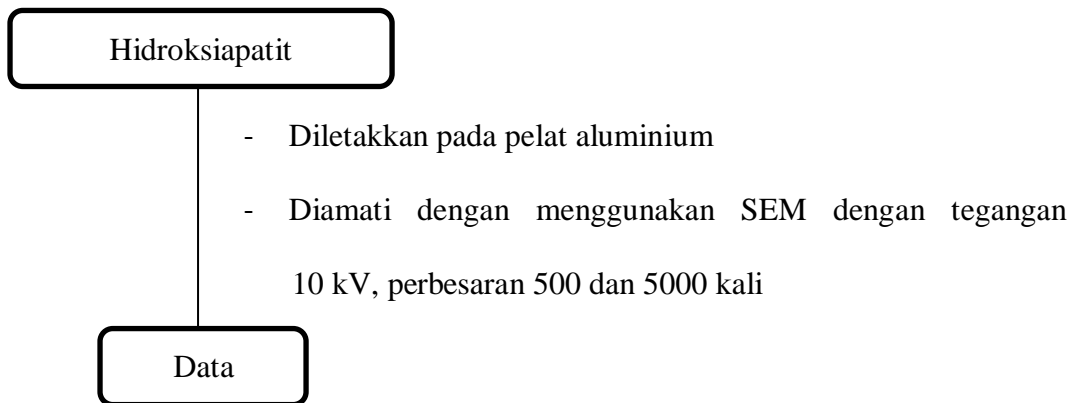 Hidroksiapatit
- Diletakkan pada pelat aluminium
- Diamati dengan menggunakan SEM dengan tegangan
10 kV, perbesaran 500 dan 5000 kali
Data